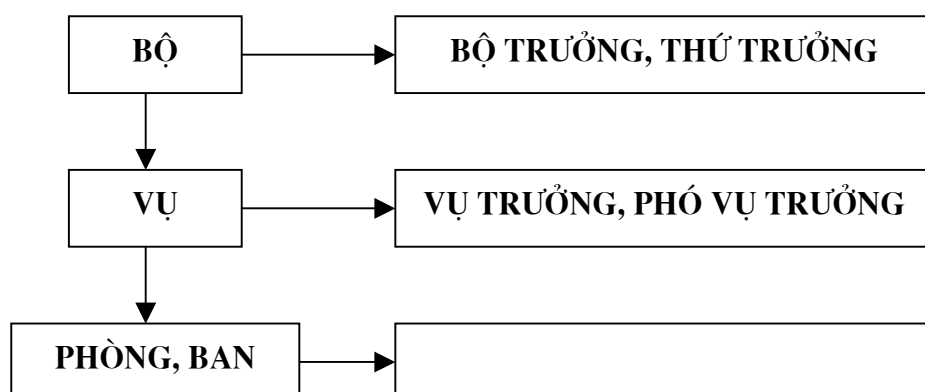 BỘ
BỘ TRƯỞNG, THỨ TRƯỞNG
VỤ
VỤ TRƯỞNG, PHÓ VỤ TRƯỞNG
PHÒNG, BAN